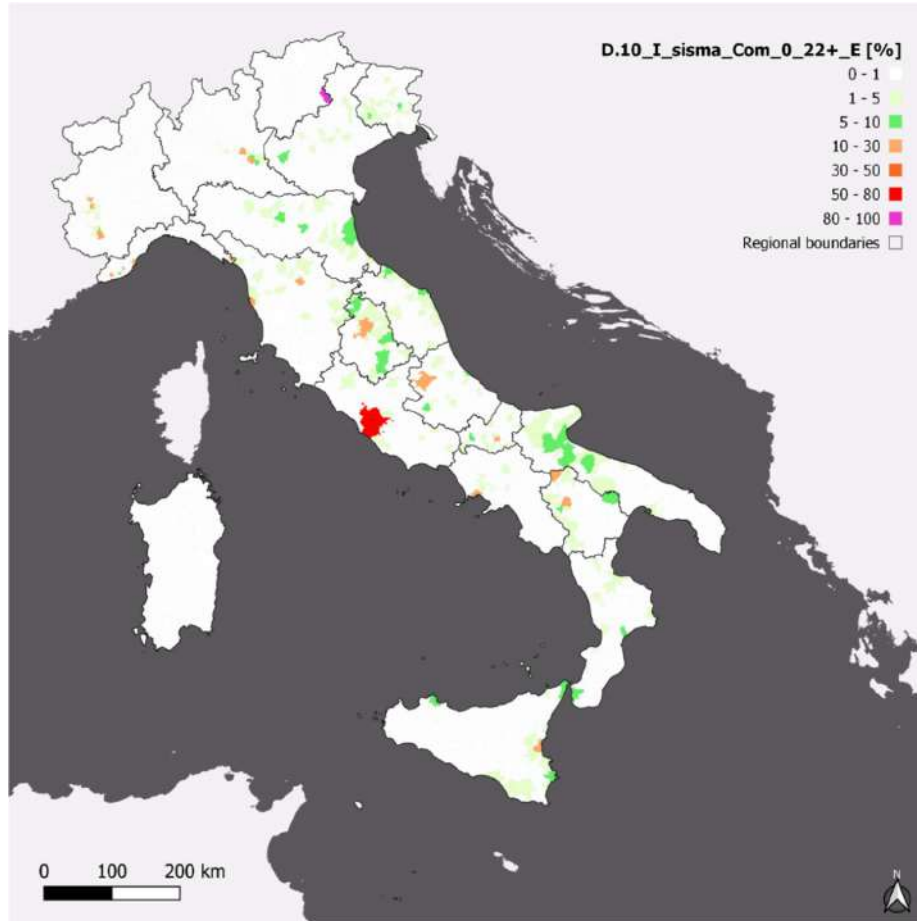 D.10_I_sisma_Com_0_22+_E [%]
0 - 1
1 - 5
5 - 10
10 - 30
30 - 50
50 - 80
80 - 100
Regional boundaries
0 100 200 km
N